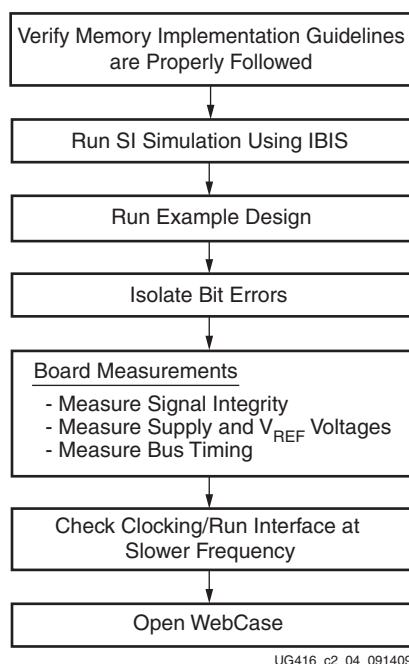 Verify Memory Implementation Guidelines
are Properly Followed
Run SI Simulation Using IBIS
Run Example Design
Isolate Bit Errors
Board Measurements
- Measure Signal Integrity
- Measure Supply and VREF Voltages
- Measure Bus Timing
Check Clocking/Run Interface at
Slower Frequency
Open WebCase
UG416_c2_04_091409